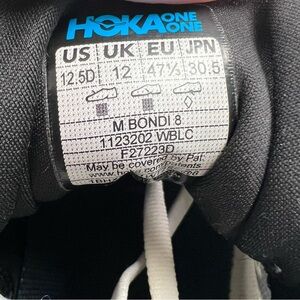 HOKA ONE ONE
US UK EU JPN
12.5D 12 47⅓ 30.5
M BONDI 8
1123202 WBLC
F27223D
May be covered by Pat.